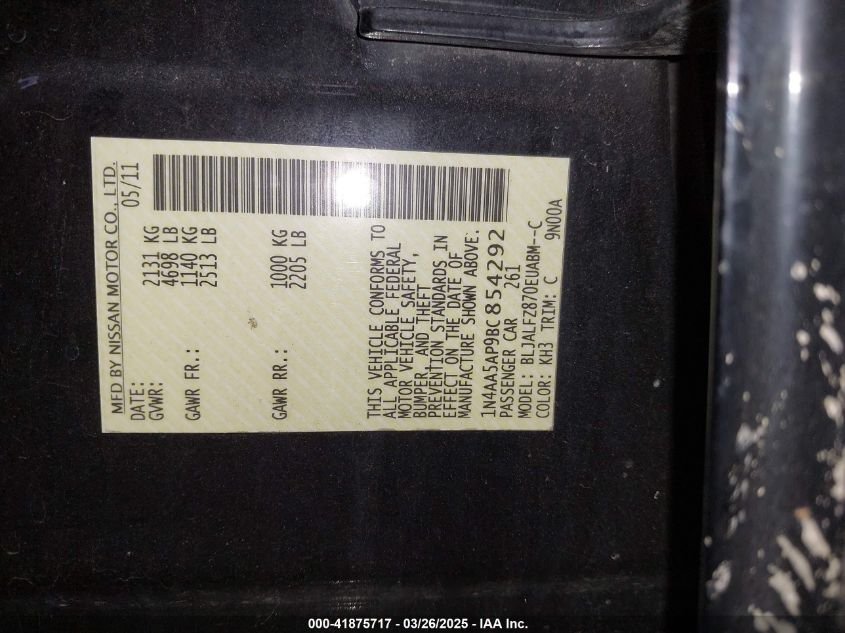 MFD BY NISSAN MOTOR CO., LTD.
DATE: 05/11
GVWR: 2131 KG
4698 LB
GAWR FR.: 1140 KG
2513 LB
GAWR RR.: 1000 KG
2205 LB
THIS VEHICLE CONFORMS TO
ALL APPLICABLE FEDERAL
MOTOR VEHICLE SAFETY,
BUMPER, AND THEFT
PREVENTION STANDARDS IN
EFFECT ON THE DATE OF
MANUFACTURE SHOWN ABOVE.
1N4AA5AP9BC854292
PASSENGER CAR 261
MODEL: BLJALFZ870EUABM--C
COLOR: KH3 TRIM: C 9N00A
000-41875717 - 03/26/2025 - IAA Inc.